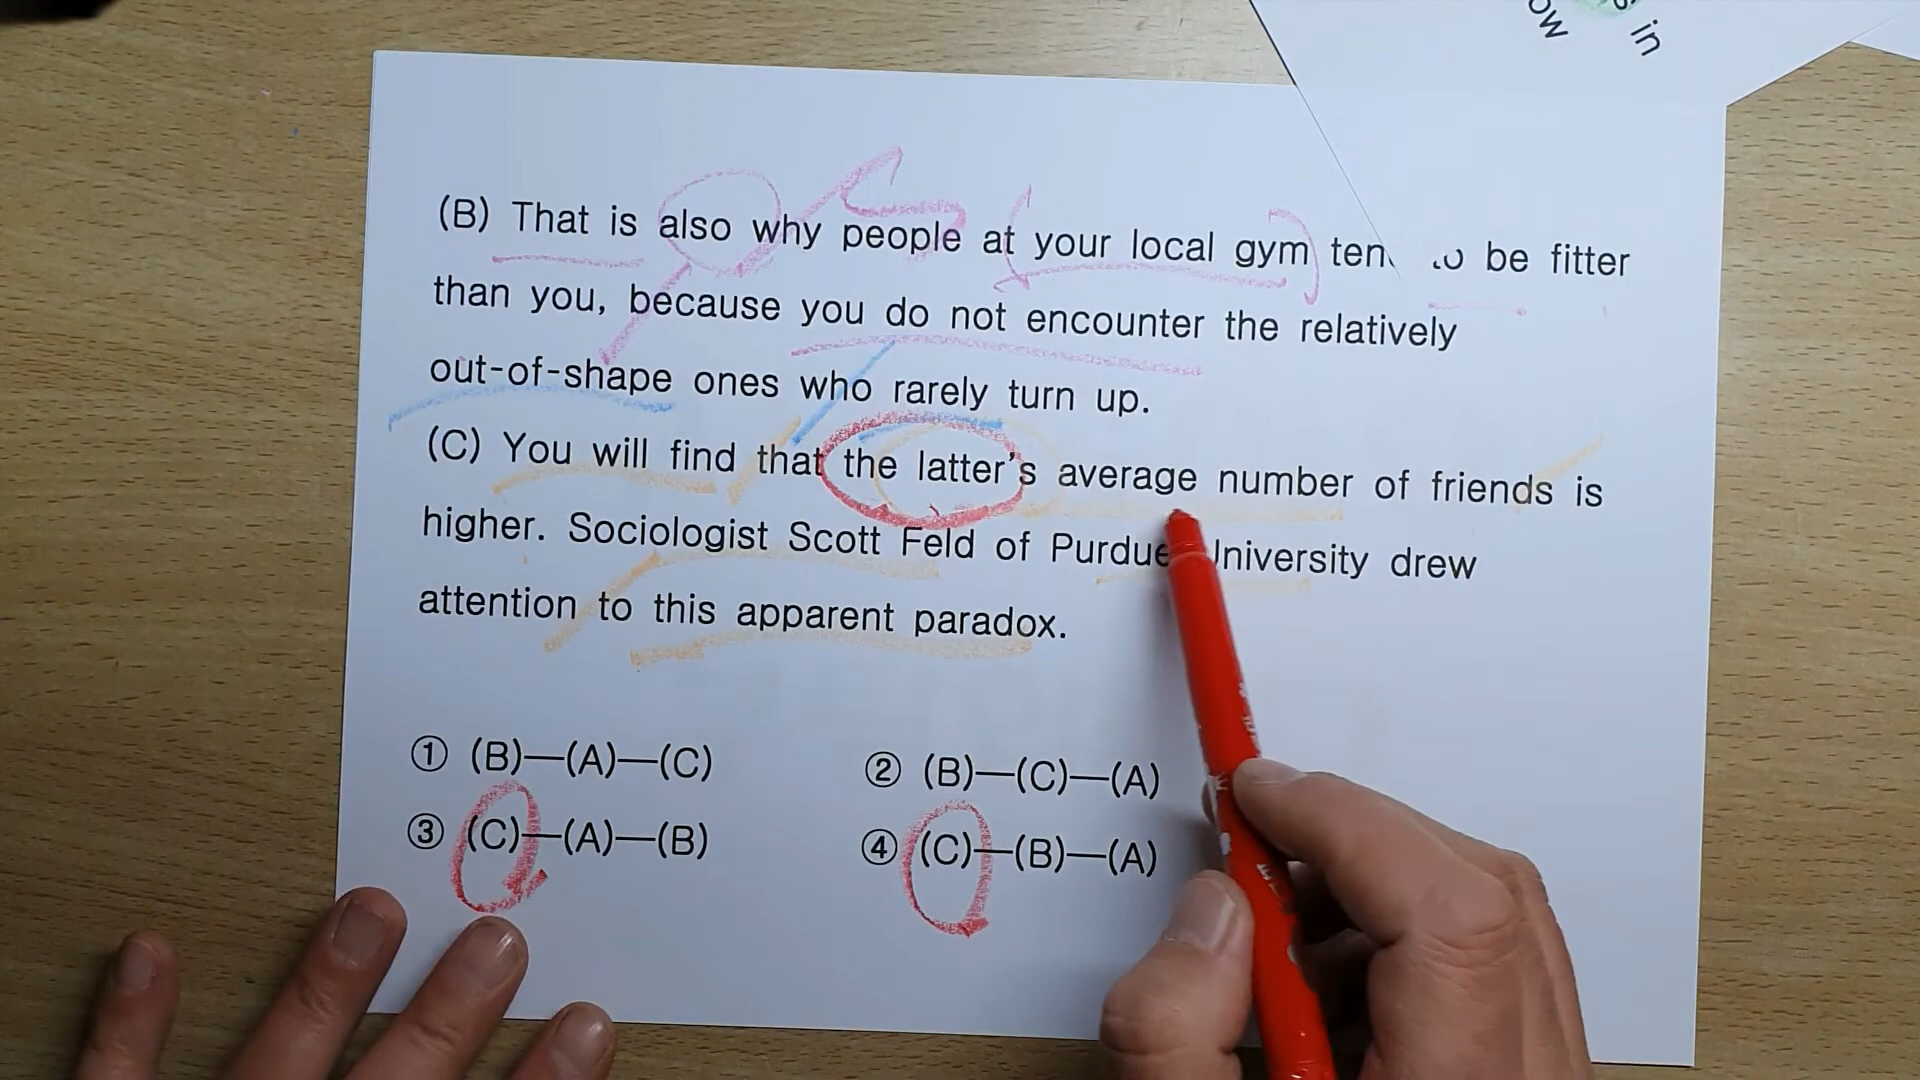 ow
in
(B) That is also why people at your local gym be fitter
than you, because you do not encounter the relatively
out-of-shape ones who rarely turn up.
(C) You will find that the latter's average number of friends is
higher. Sociologist Scott Feld of Purdue University drew
attention to this apparent paradox.
① (B)—(A)—(C)
② (B)—(C)—(A)
③ (C)—(A)—(B)
④ (C)—(B)—(A)